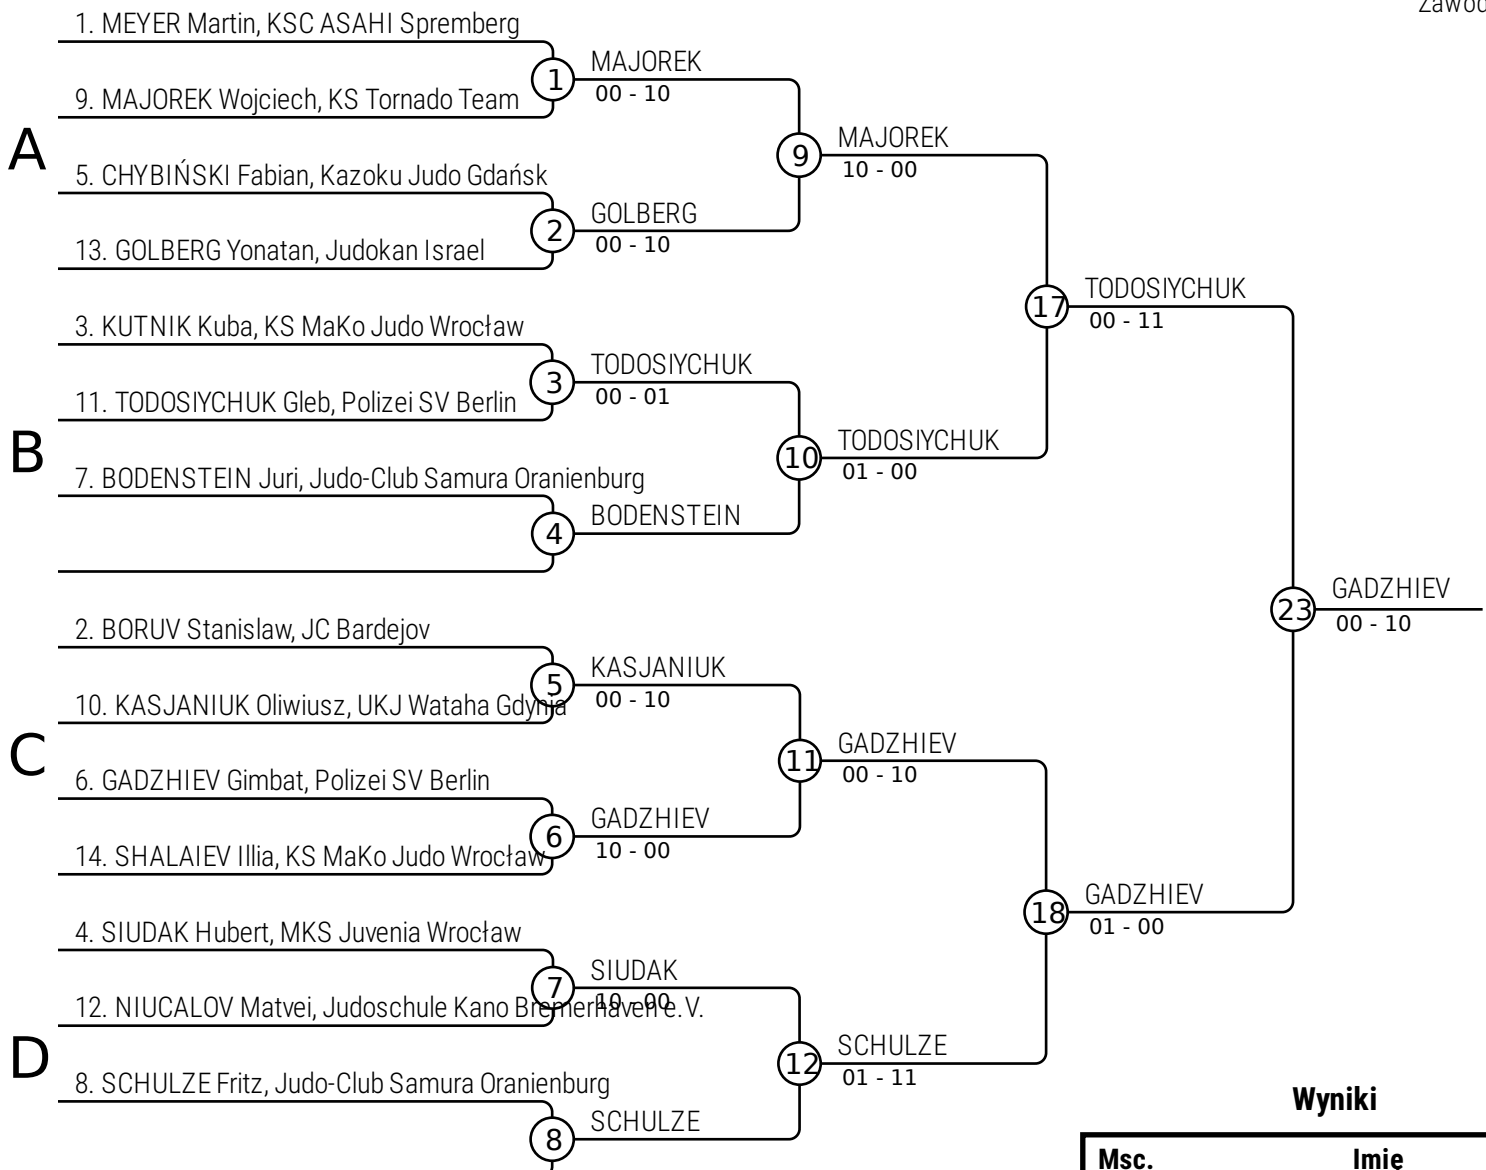 Zawod
1. MEYER Martin, KSC ASAHI Spremberg
1
MAJOREK
00 - 10
9. MAJOREK Wojciech, KS Tornado Team
A
9
MAJOREK
10 - 00
5. CHYBIŃSKI Fabian, Kazoku Judo Gdańsk
2
GOLBERG
00 - 10
13. GOLBERG Yonatan, Judokan Israel
17
TODOSIYCHUK
00 - 11
3. KUTNIK Kuba, KS MaKo Judo Wrocław
3
TODOSIYCHUK
00 - 01
11. TODOSIYCHUK Gleb, Polizei SV Berlin
B
10
TODOSIYCHUK
01 - 00
7. BODENSTEIN Juri, Judo-Club Samura Oranienburg
4
BODENSTEIN
23
GADZHIEV
00 - 10
2. BORUV Stanislaw, JC Bardejov
5
KASJANIUK
00 - 10
10. KASJANIUK Oliwiusz, UKJ Wataha Gdynia
C
11
GADZHIEV
00 - 10
6. GADZHIEV Gimbat, Polizei SV Berlin
6
GADZHIEV
10 - 00
14. SHALAIEV Illia, KS MaKo Judo Wrocław
18
GADZHIEV
01 - 00
4. SIUDAK Hubert, MKS Juvenia Wrocław
7
SIUDAK
10 - 00
12. NIUCALOV Matvei, Judoschule Kano Bremerhaven e.V.
D
12
SCHULZE
01 - 11
8. SCHULZE Fritz, Judo-Club Samura Oranienburg
8
SCHULZE
Wyniki
Msc. Imię